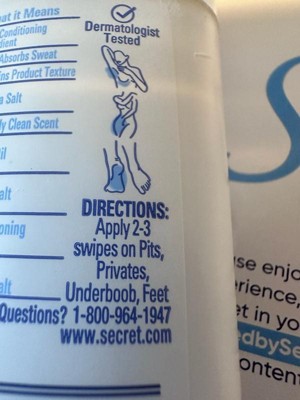 at it Means
Conditioning
dient
Absorbs Sweat
ins Product Texture
a Salt
ly Clean Scent
il
alt
oning
alt
Dermatologist
Tested
DIRECTIONS:
Apply 2-3
swipes on Pits,
Privates,
Underboob, Feet
Questions? 1-800-964-1947
www.secret.com
S
se enjo
rience,
et in yo
edbySe
ontent